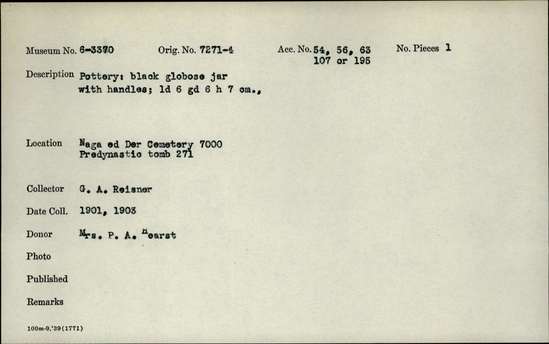 Museum No. 6-3370 Orig. No. 7271-4 Acc. No. 54, 56, 63 No. Pieces 1
107 or 195
Description Pottery: black globose jar
with handles; ld 6 gd 6 h 7 cm.,
Location Naga ed Der Cemetery 7000
Predynastic tomb 271
Collector G. A. Reisner
Date Coll. 1901, 1903
Donor Mrs. P. A. Hearst
Photo
Published
Remarks
100m-9,'39(1771)